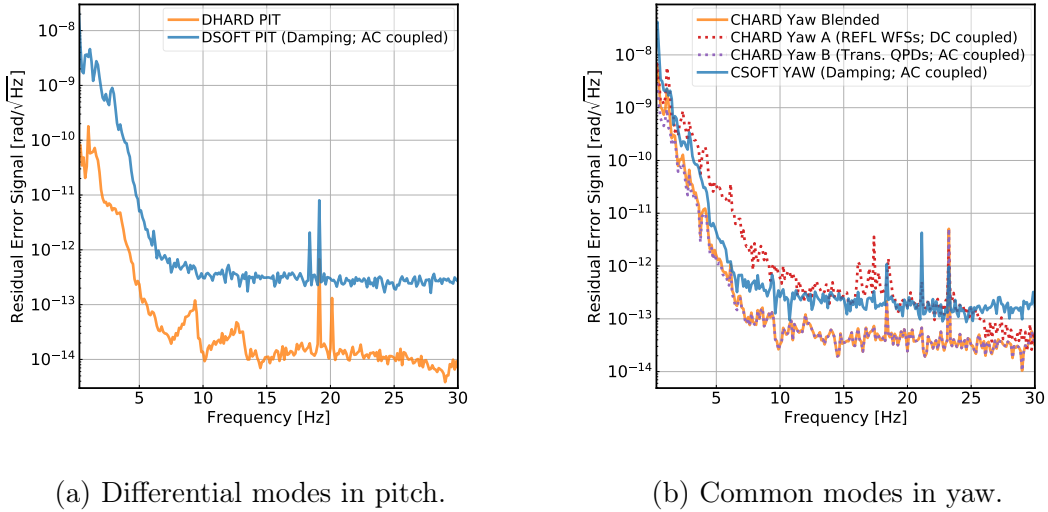 DHARD PIT
DSOFT PIT (Damping; AC coupled)
Residual Error Signal [rad/√Hz]
10⁻⁸
10⁻⁹
10⁻¹⁰
10⁻¹¹
10⁻¹²
10⁻¹³
10⁻¹⁴
5 10 15 20 25 30
Frequency [Hz]
(a) Differential modes in pitch.
CHARD Yaw Blended
CHARD Yaw A (REFL WFSs; DC coupled)
CHARD Yaw B (Trans. QPDs; AC coupled)
CSOFT YAW (Damping; AC coupled)
Residual Error Signal [rad/√Hz]
10⁻⁸
10⁻⁹
10⁻¹⁰
10⁻¹¹
10⁻¹²
10⁻¹³
10⁻¹⁴
5 10 15 20 25 30
Frequency [Hz]
(b) Common modes in yaw.